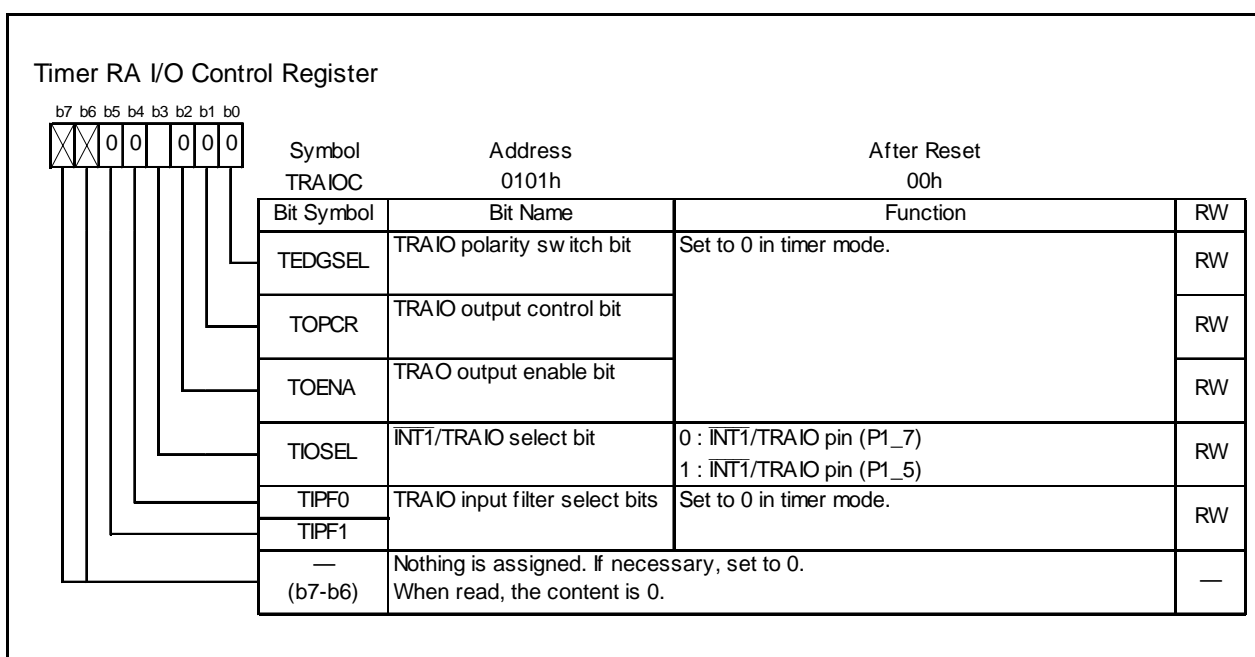 Timer RA I/O Control Register
b7 b6 b5 b4 b3 b2 b1 b0
0 0 0 0 0
Symbol Address After Reset
TRAIOC 0101h 00h
Bit Symbol Bit Name Function RW
TEDGSEL TRAIO polarity switch bit Set to 0 in timer mode. RW
TOPCR TRAIO output control bit RW
TOENA TRAO output enable bit RW
TIOSEL INT1/TRAIO select bit 0 : INT1/TRAIO pin (P1_7) RW
1 : INT1/TRAIO pin (P1_5)
TIPF0 TRAIO input filter select bits Set to 0 in timer mode. RW
TIPF1
— Nothing is assigned. If necessary, set to 0. —
(b7-b6) When read, the content is 0.